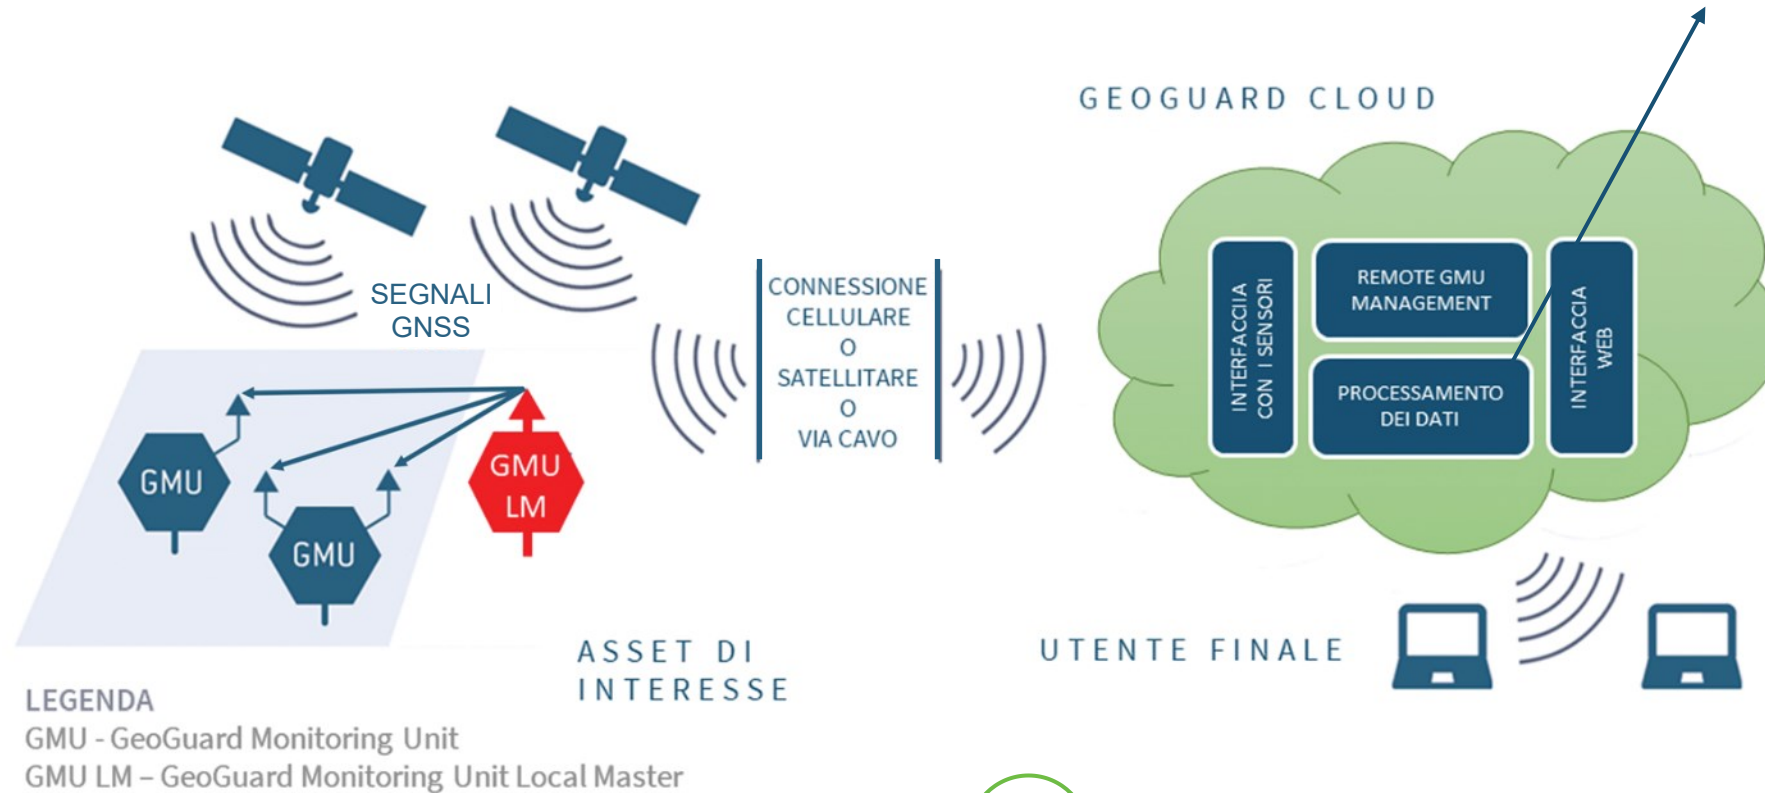 GEOGUARD CLOUD
SEGNALI
GNSS
CONNESSIONE
CELLULARE
O
SATELLITARE
O
VIA CAVO
INTERFACCIA
CON I SENSORI
REMOTE GMU
MANAGEMENT
PROCESSAMENTO
DEI DATI
INTERFACCIA
WEB
GMU
GMU
GMU
LM
ASSET DI
INTERESSE
UTENTE FINALE
LEGENDA
GMU - GeoGuard Monitoring Unit
GMU LM – GeoGuard Monitoring Unit Local Master